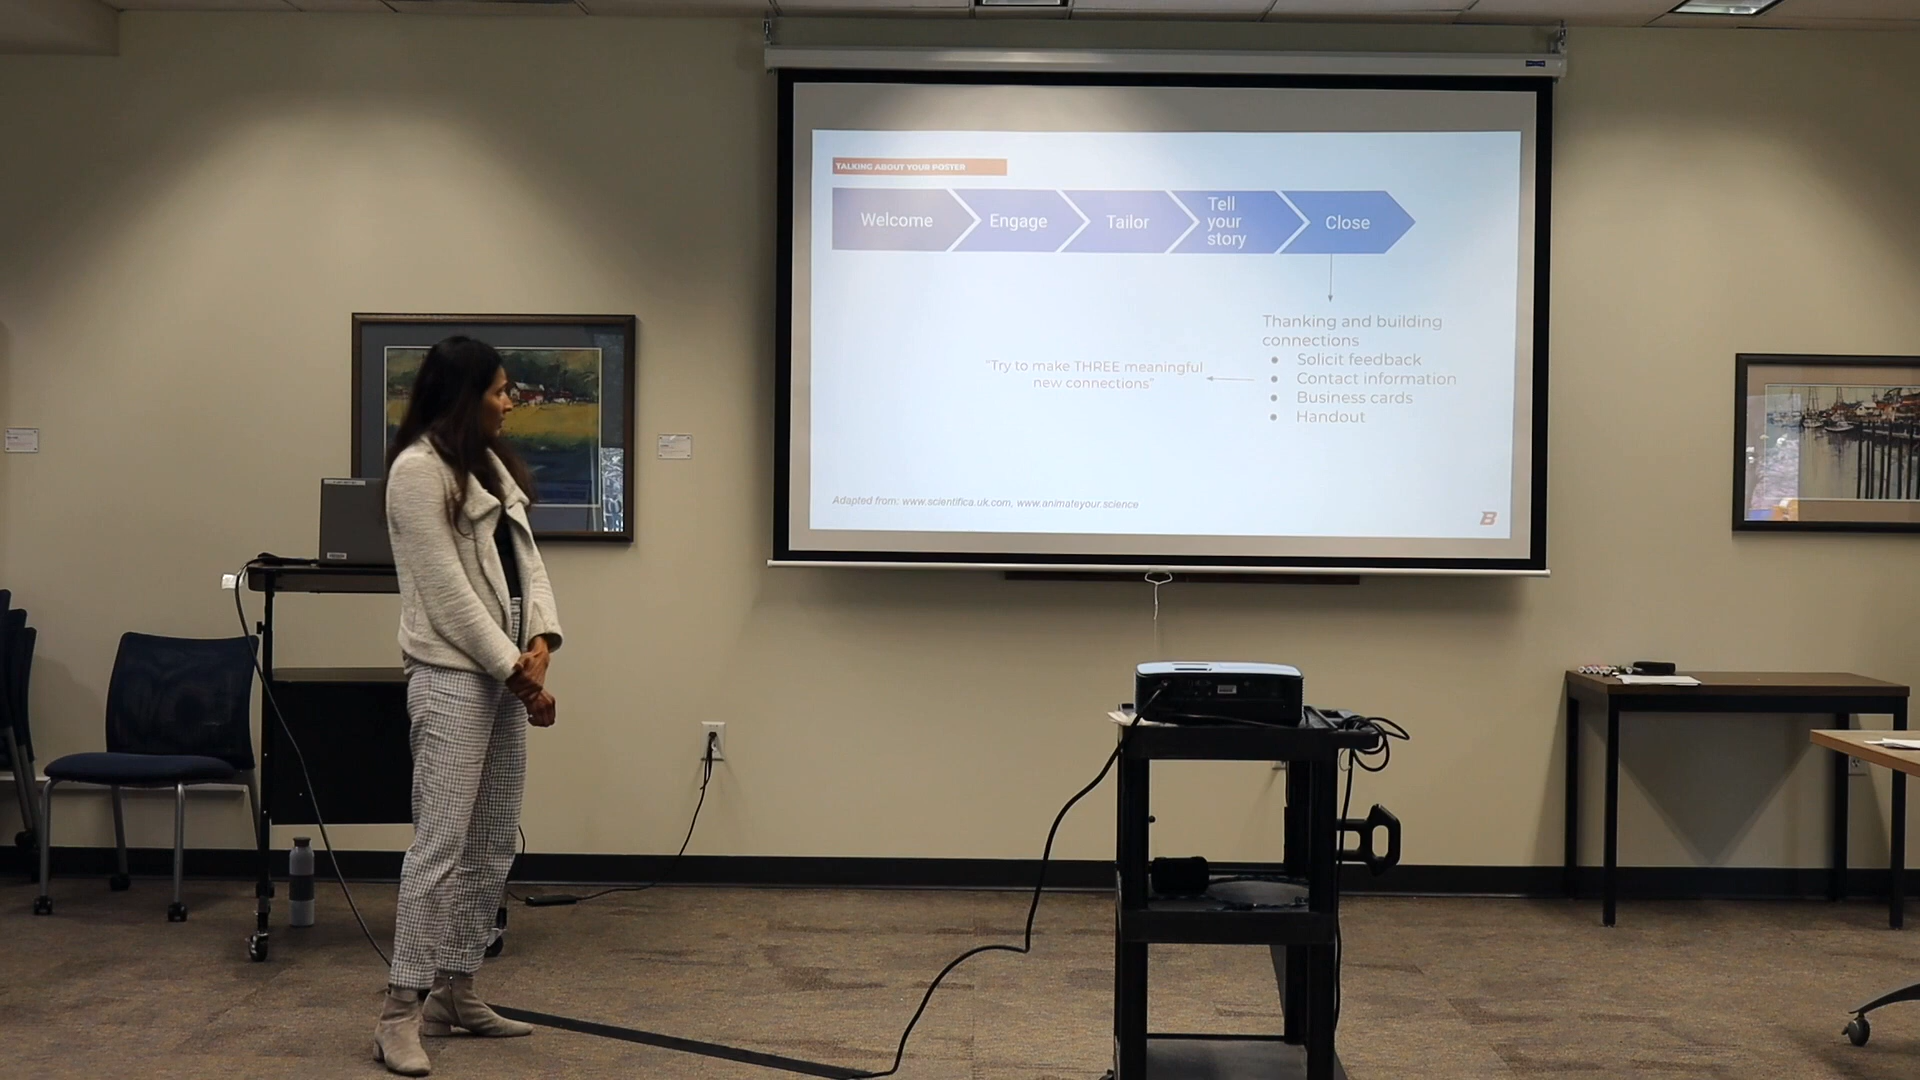 TALKING ABOUT YOUR POSTER
Welcome
Engage
Tailor
Tell
your
story
Close
Thanking and building
connections
● Solicit feedback
● Contact information
● Business cards
● Handout
"Try to make THREE meaningful
new connections"
Adapted from: www.scientifica.uk.com, www.animateyour.science
B